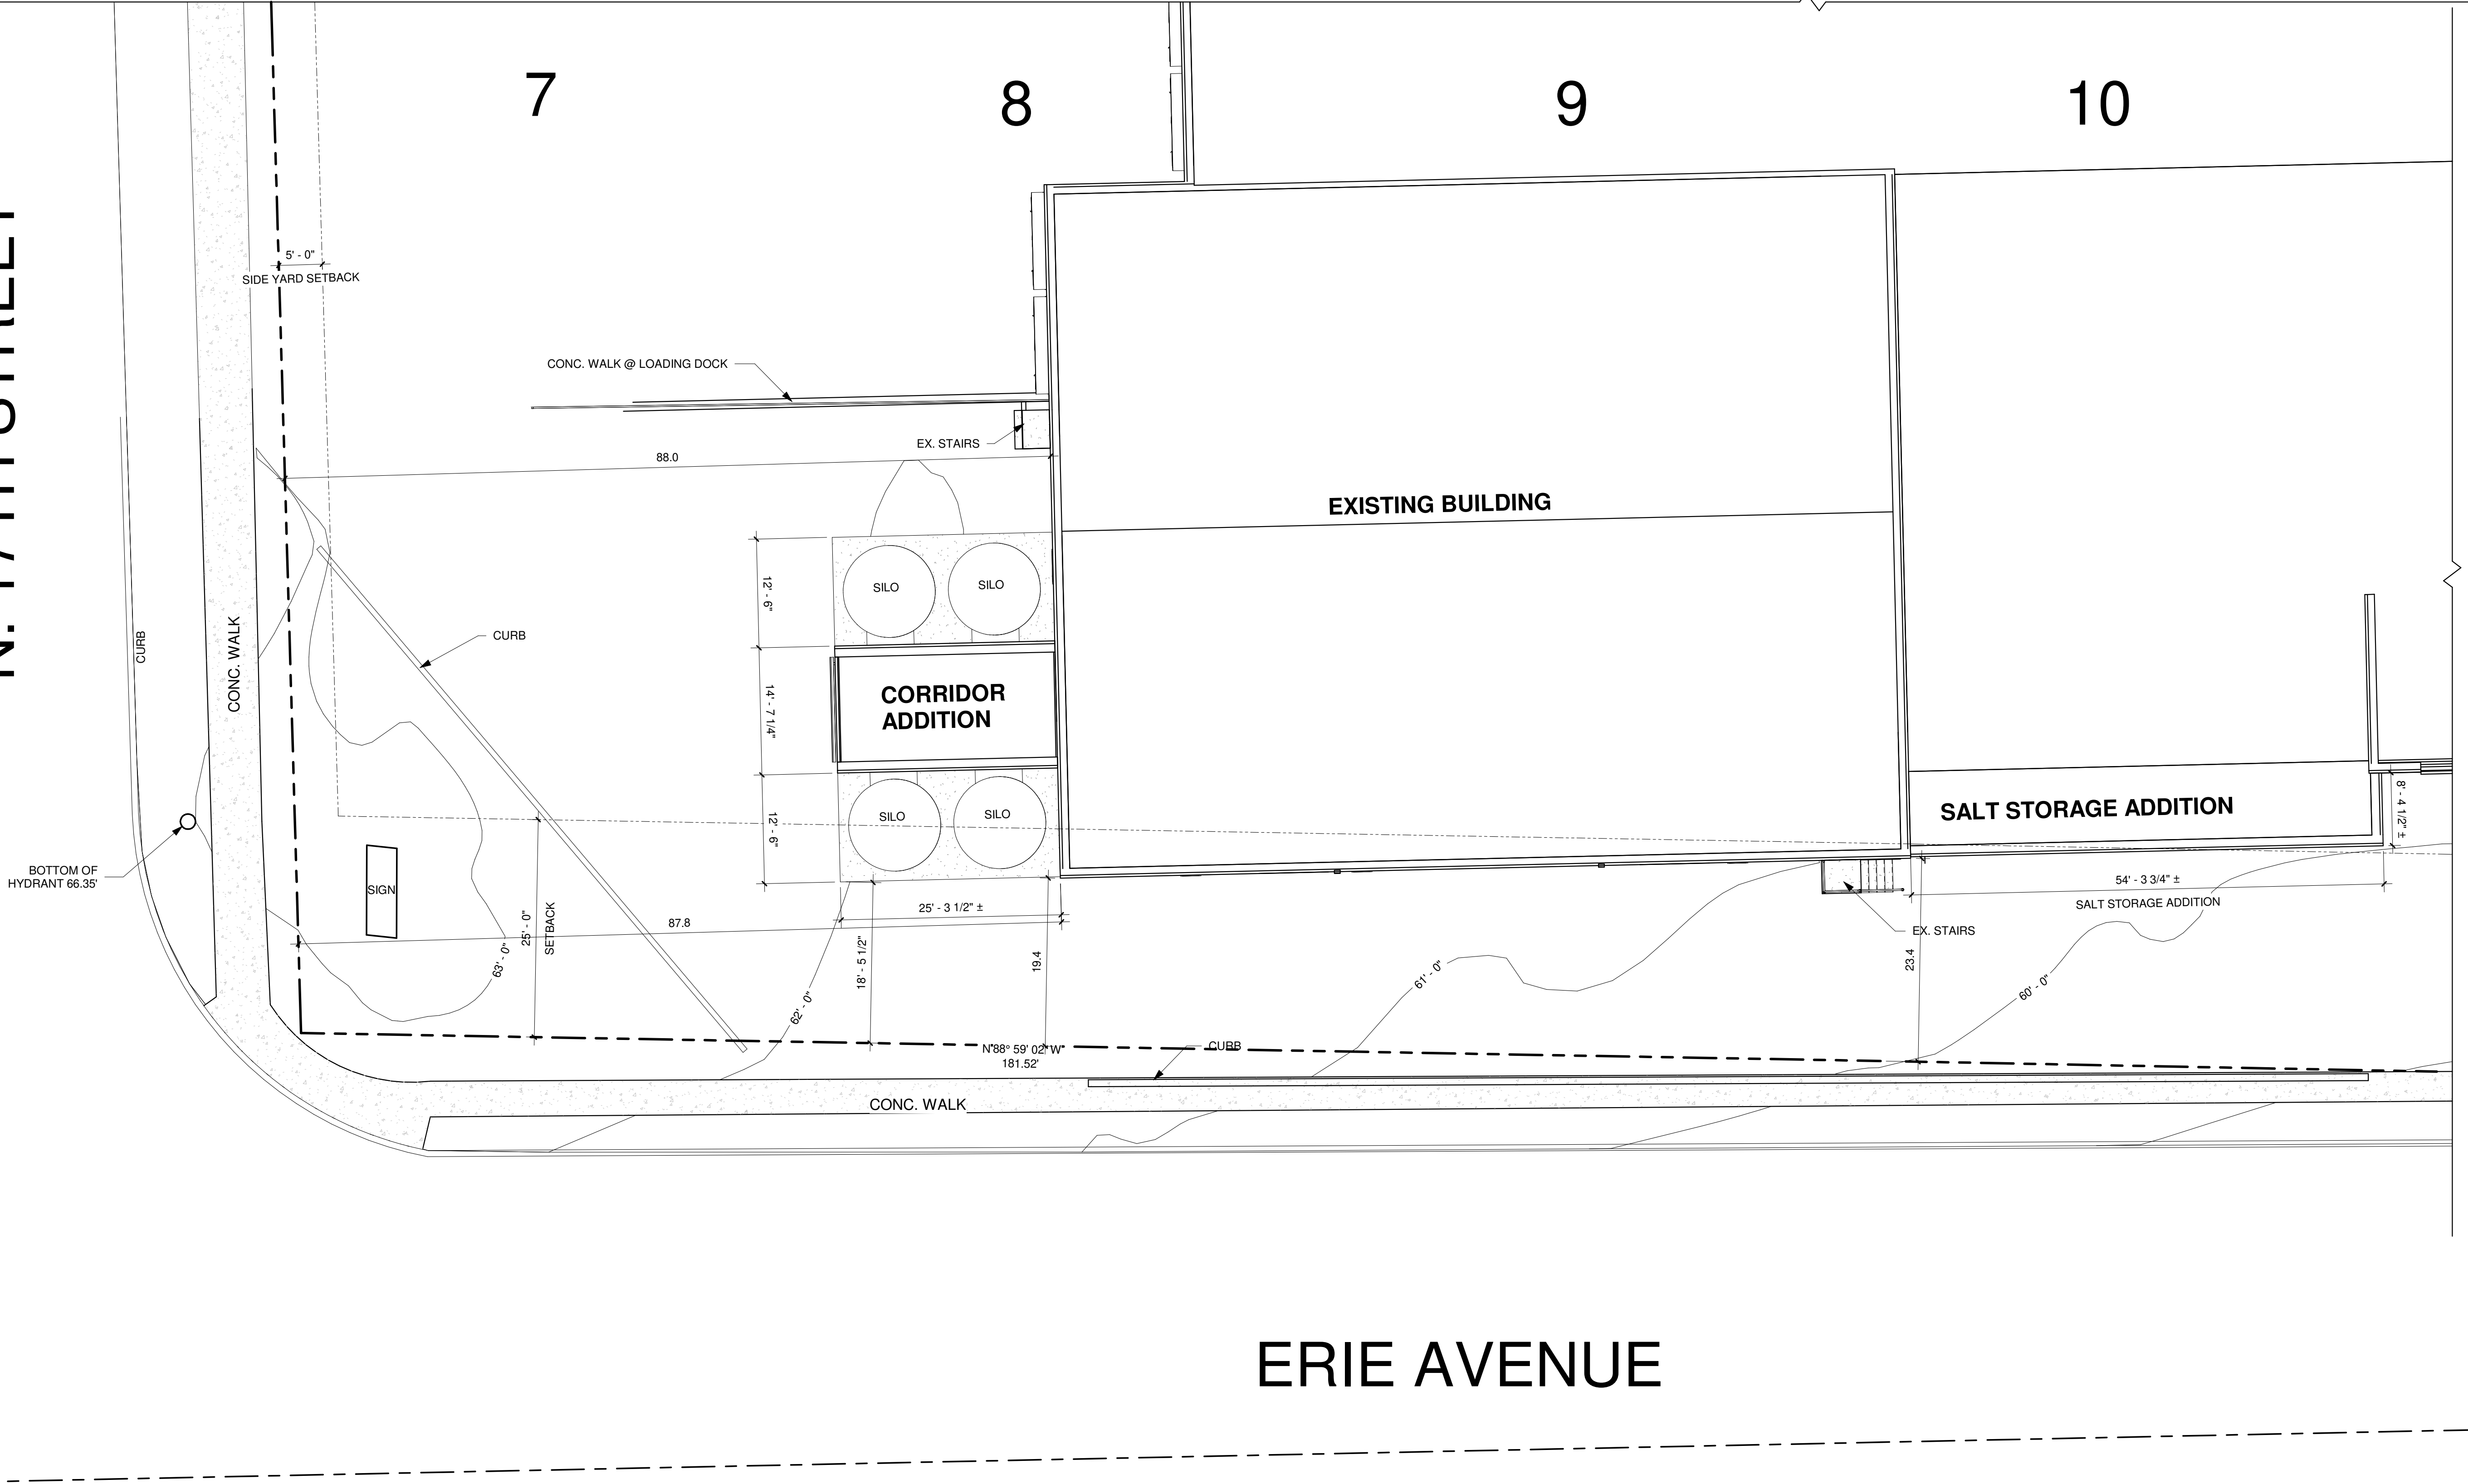 7
8
9
10
5' - 0"
SIDE YARD SETBACK
CONC. WALK @ LOADING DOCK
EX. STAIRS
88.0
EXISTING BUILDING
SILO
SILO
12' - 6"
CURB
CURB
CONC. WALK
CORRIDOR
ADDITION
14' - 7 1/4"
SILO
SILO
12' - 6"
SALT STORAGE ADDITION
8' - 4 1/2" ±
BOTTOM OF
HYDRANT 66.35'
SIGN
54' - 3 3/4" ±
SALT STORAGE ADDITION
25' - 3 1/2" ±
87.8
25' - 0"
SETBACK
63' - 0"
18' - 5 1/2"
19.4
EX. STAIRS
23.4
62' - 0"
61' - 0"
60' - 0"
N 88° 59' 02" W
181.52'
CURB
CONC. WALK
ERIE AVENUE